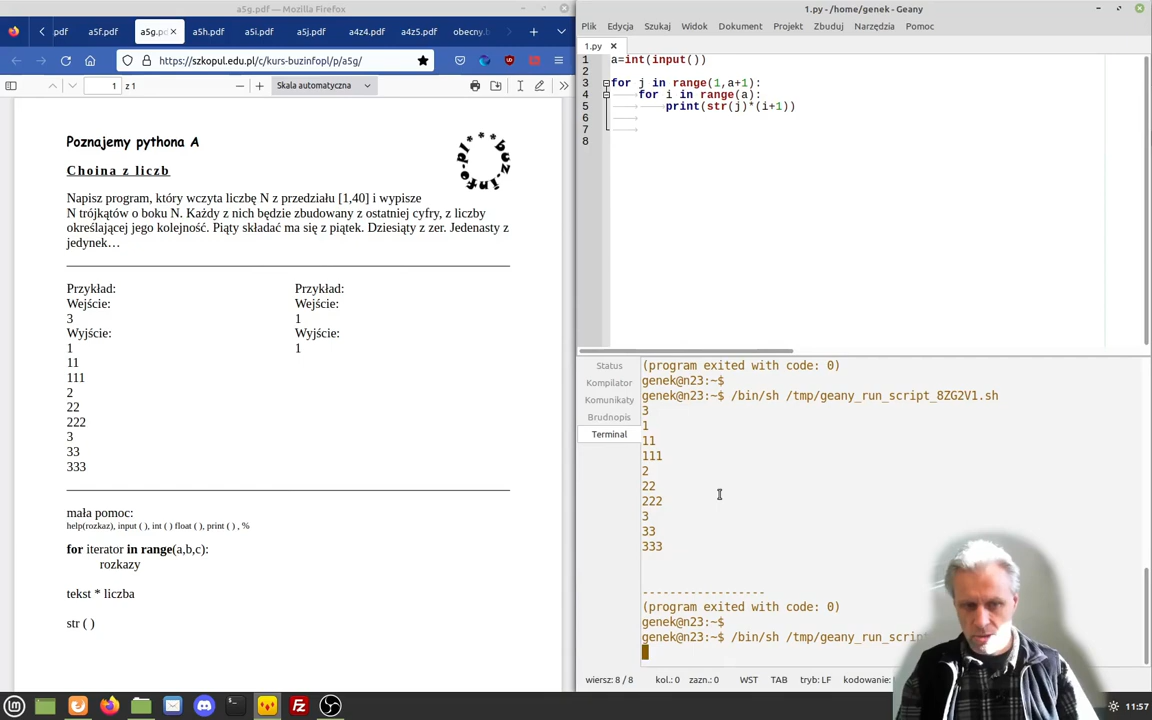 a5g.pdf — Mozilla Firefox
.pdf
a5f.pdf
a5g.p
a5h.pdf
a5i.pdf
a5j.pdf
a4z4.pdf
a4z5.pdf
obecny.
https://szkopul.edu.pl/c/kurs-buzinfopl/p/a5g/
1
z 1
Skala automatyczna
Poznajemy pythona A
***buz.info.pl
Choina z liczb
Napisz program, który wczyta liczbę N z przedziału [1,40] i wypisze
N trójkątów o boku N. Każdy z nich będzie zbudowany z ostatniej cyfry, z liczby
określającej jego kolejność. Piąty składać ma się z piątek. Dziesiąty z zer. Jedenasty z
jedynek…
Przykład:
Wejście:
3
Wyjście:
1
11
111
2
22
222
3
33
333
Przykład:
Wejście:
1
Wyjście:
1
mała pomoc:
help(rozkaz), input ( ), int ( ) float ( ), print ( ) , %
for iterator in range(a,b,c):
rozkazy
tekst * liczba
str ( )
1.py - /home/genek - Geany
Plik Edycja Szukaj Widok Dokument Projekt Zbuduj Narzędzia Pomoc
1.py
1 a=int(input())
2
3 for j in range(1,a+1):
4 for i in range(a):
5 print(str(j)*(i+1))
6
7
8
Status
Kompilator
Komunikaty
Brudnopis
Terminal
(program exited with code: 0)
genek@n23:~$
genek@n23:~$ /bin/sh /tmp/geany_run_script_8ZG2V1.sh
3
1
11
111
2
22
222
3
33
333
------------------
(program exited with code: 0)
genek@n23:~$
genek@n23:~$ /bin/sh /tmp/geany_run_script
wiersz: 8 / 8 kol.: 0 zazn.: 0 WST TAB tryb: LF kodowanie:
11:57